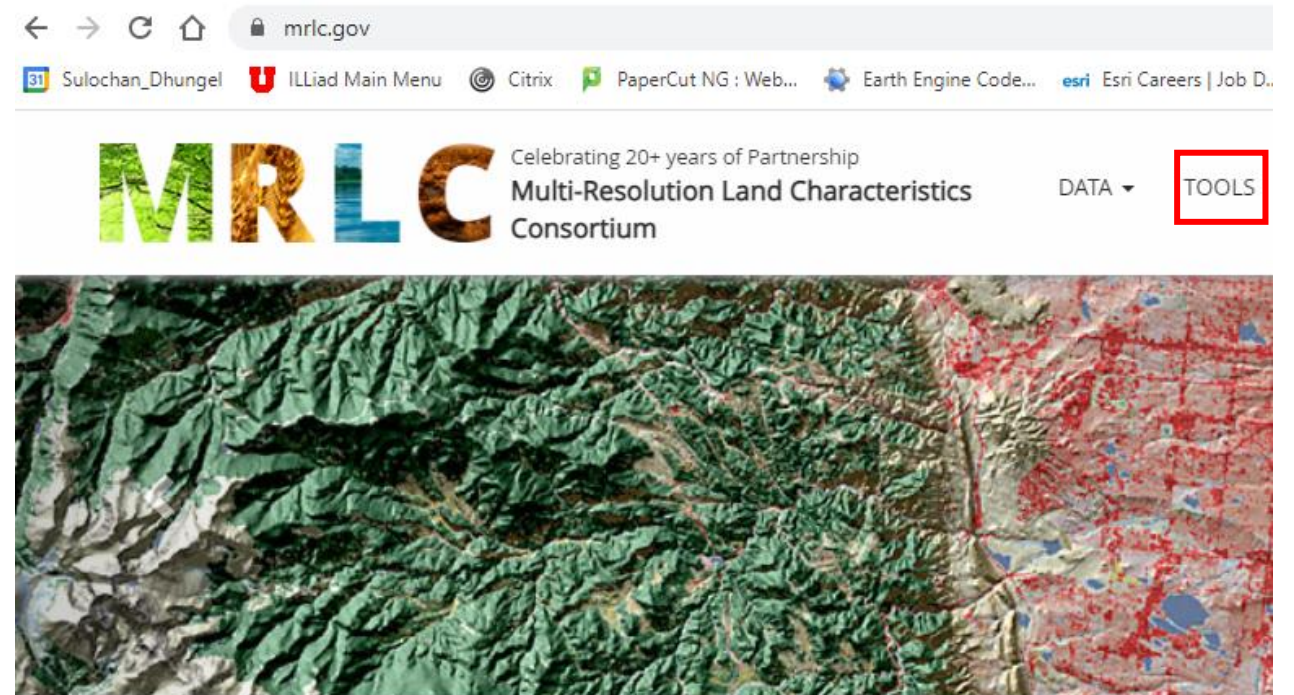 mrlc.gov
31 Sulochan_Dhungel U ILLiad Main Menu Citrix PaperCut NG : Web... Earth Engine Code... esri Esri Careers | Job D...
MRLC
Celebrating 20+ years of Partnership
Multi-Resolution Land Characteristics
Consortium
DATA TOOLS